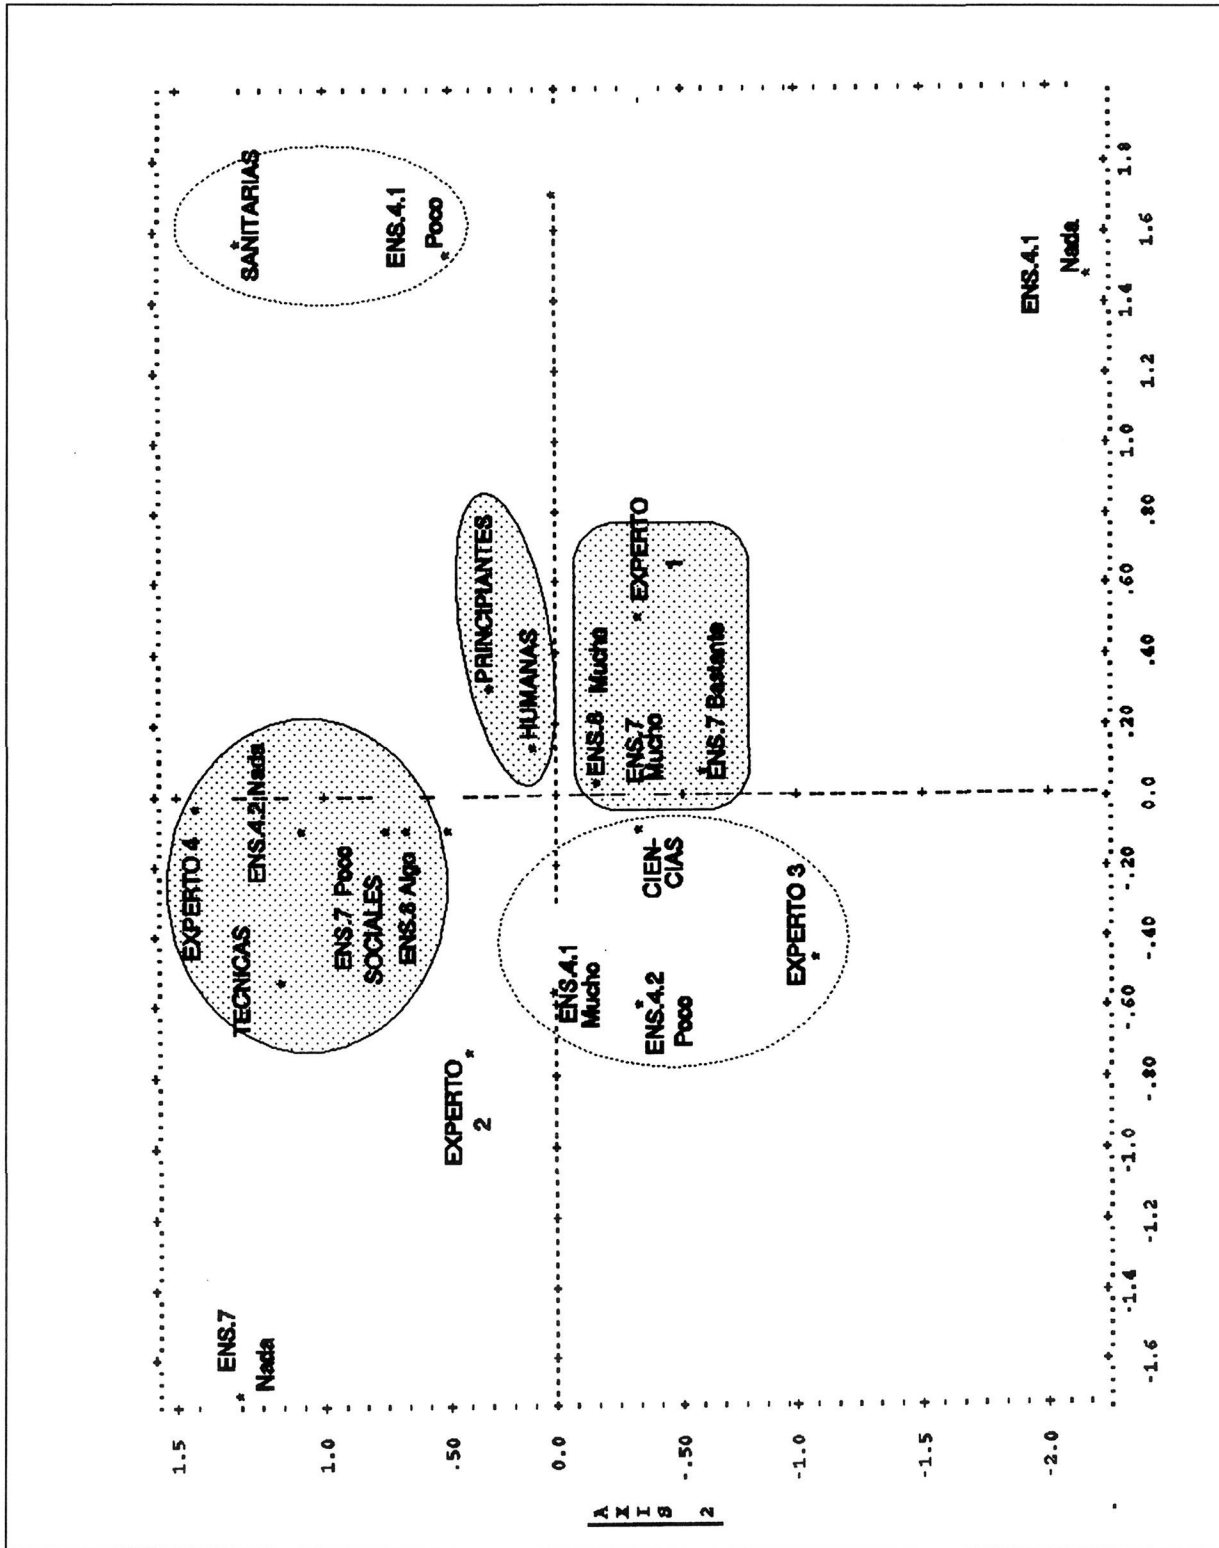 1.5
1.0
.50
0.0
-.50
-1.0
-1.5
-2.0
AXIS 2
EXPERTO 4
ENS.7
Nada
TECNICAS
ENS.4.2 Nada
SANITARIAS
ENS.7 Poco
SOCIALES
ENS.8 Algo
ENS.4.1
Poco
EXPERTO
2
PRINCIPIANTES
HUMANAS
ENS.4.1
Mucho
ENS.8 Mucho
ENS.4.2
Poco
CIEN-
CIAS
ENS.7
Mucho
EXPERTO
1
ENS.7 Bastante
EXPERTO 3
ENS.4.1
Nada
-1.6 -1.4 -1.2 -1.0 -.80 -.60 -.40 -.20 0.0 .20 .40 .60 .80 1.0 1.2 1.4 1.6 1.8